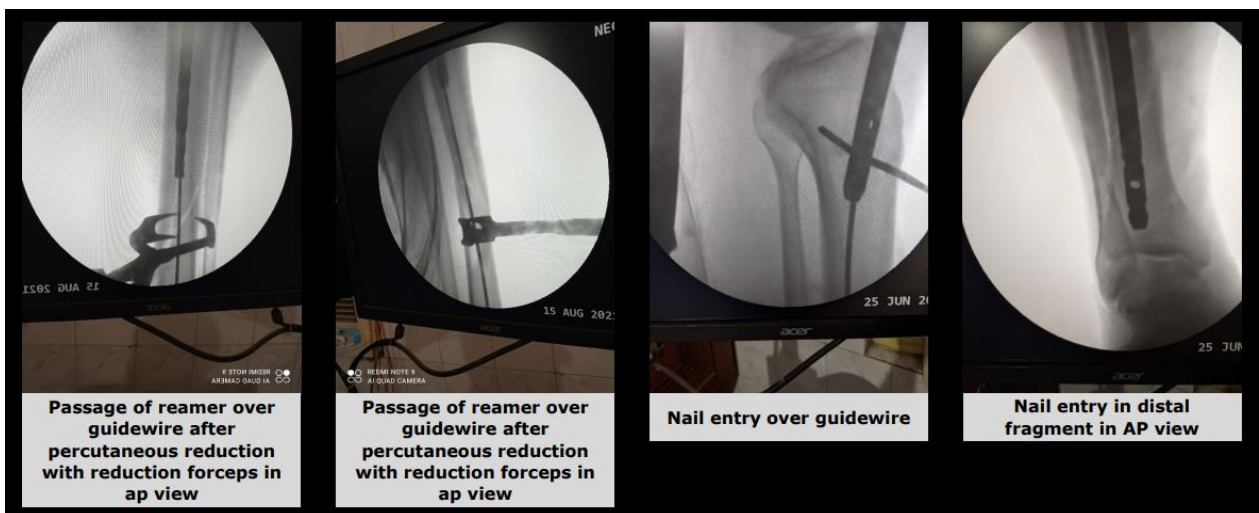 NEO
15 AUG 2021
acer
REDMI NOTE 9
AI QUAD CAMERA
15 AUG 2021
acer
REDMI NOTE 9
AI QUAD CAMERA
25 JUN 20
acer
25 JUN
acer
Passage of reamer over
guidewire after
percutaneous reduction
with reduction forceps in
ap view
Passage of reamer over
guidewire after
percutaneous reduction
with reduction forceps in
ap view
Nail entry over guidewire
Nail entry in distal
fragment in AP view